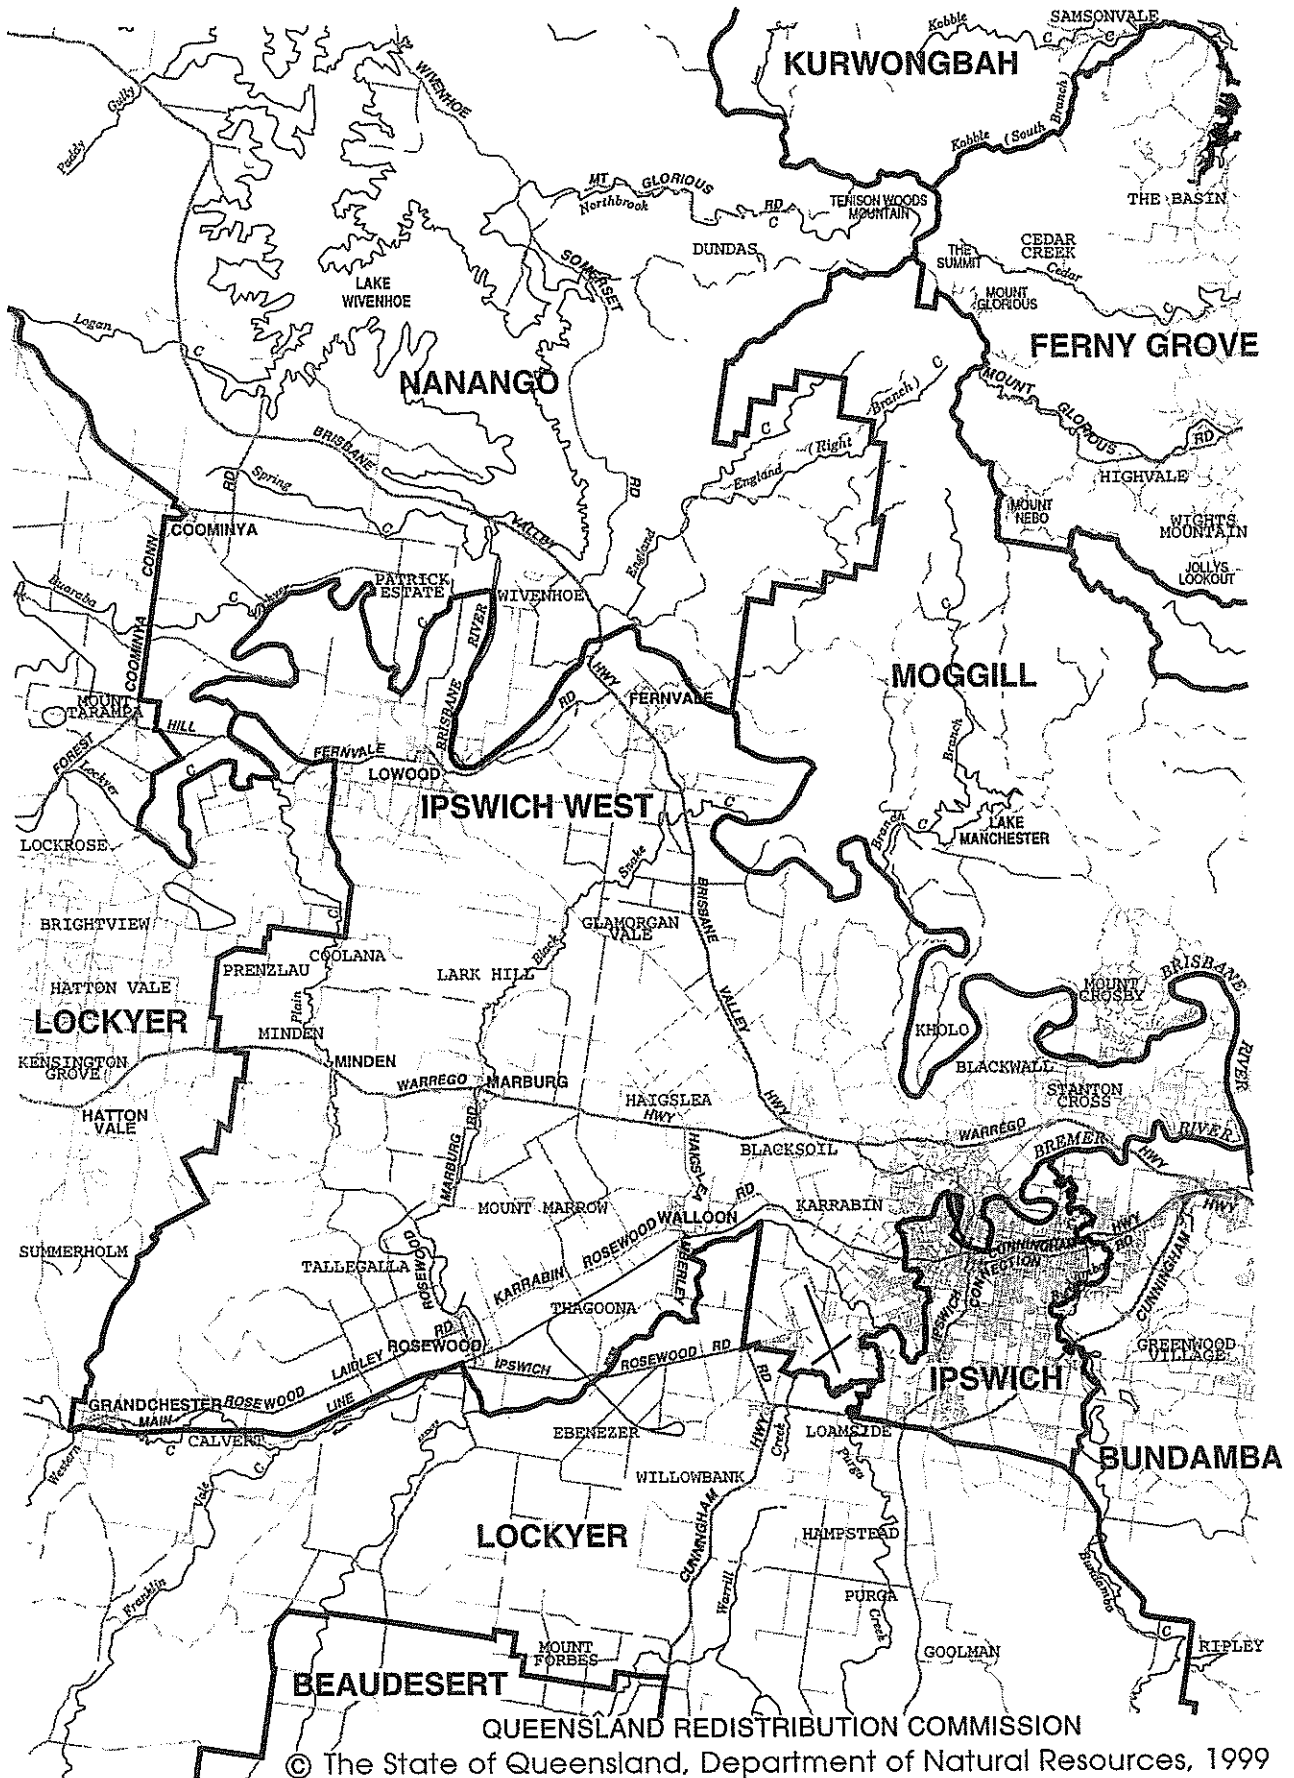 Kobble
SAMSONVALE
C
C
KURWONGBAH
WIVENHOE
Paddy
Gully
Kobble
(South
Branch)
MT
GLORIOUS
Northbrook
RD
C
TENISON WOODS
MOUNTAIN
THE BASIN
DUNDAS
THE
SUMMIT
CEDAR
CREEK
Cedar
SOMERSET
LAKE
WIVENHOE
MOUNT
GLORIOUS
C
Logan
C
FERNY GROVE
NANANGO
C
MOUNT
GLORIOUS
RD
Branch)
C
BRISBANE
(Right
England
HIGHVALE
RD
Spring
RD
C
VALLEY
MOUNT
NEBO
WIGHTS
MOUNTAIN
COOMINYA
CONN
England
JOLLYS
LOOKOUT
PATRICK
ESTATE
Buaraba
C
Lockyer
WIVENHOE
C
RIVER
C
COOMINYA
MOGGILL
HWY
BRISBANE
RD
FERNVALE
MOUNT
TARAMPA
HILL
FERNVALE
Branch
FOREST
Lockyer
C
LOWOOD
IPSWICH WEST
C
Branch
C
LAKE
MANCHESTER
LOCKROSE
Snake
BRISBANE
C
BRIGHTVIEW
GLAMORGAN
VALE
Black
COOLANA
PRENZLAU
LARK HILL
HATTON VALE
Plain
VALLEY
BRISBANE
MOUNT
CROSBY
LOCKYER
MINDEN
KHOLO
RIVER
KENSINGTON
GROVE
MINDEN
BLACKWALL
WARREGO
MARBURG
HAIGSLEA
HWY
HWY
STANTON
CROSS
HATTON
VALE
RD
WARREGO
BREMER
RIVER
HWY
MARBURG
HAIGSLEA
BLACKSOIL
MOUNT MARROW
RD
KARRABIN
HWY
ROSEWOOD
WALLOON
HWY
CUNNINGHAM
RD
SUMMERHOLM
TALLEGALLA
ROSEWOOD
KARRABIN
AMBERLEY
IPSWICH
CONNECTION
Bundamba
CUNNINGHAM
THAGOONA
RD
ROSEWOOD
GREENWOOD
VILLAGE
LAIDLEY
IPSWICH
ROSEWOOD
RD
RD
IPSWICH
GRANDCHESTER
ROSEWOOD
LINE
MAIN
CALVERT
C
C
Western
EBENEZER
HWY
Creek
LOAMSIDE
Purga
BUNDAMBA
WILLOWBANK
Vale
LOCKYER
CUNNINGHAM
HAMPSTEAD
Franklin
Warrill
PURGA
Creek
Bundamba
C
MOUNT
FORBES
GOOLMAN
RIPLEY
BEAUDESERT
QUEENSLAND REDISTRIBUTION COMMISSION
© The State of Queensland, Department of Natural Resources, 1999